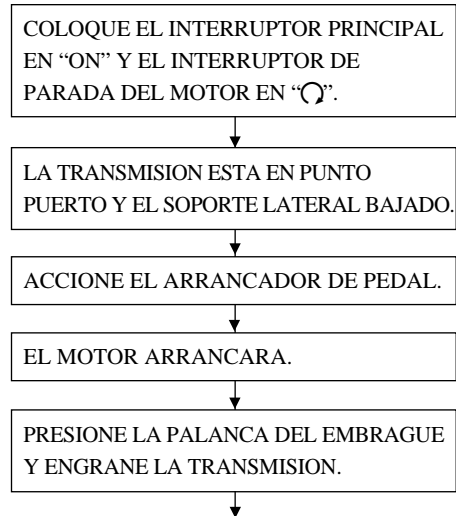 COLOQUE EL INTERRUPTOR PRINCIPAL
EN “ON” Y EL INTERRUPTOR DE
PARADA DEL MOTOR EN “”.
LA TRANSMISION ESTA EN PUNTO
PUERTO Y EL SOPORTE LATERAL BAJADO.
ACCIONE EL ARRANCADOR DE PEDAL.
EL MOTOR ARRANCARA.
PRESIONE LA PALANCA DEL EMBRAGUE
Y ENGRANE LA TRANSMISION.